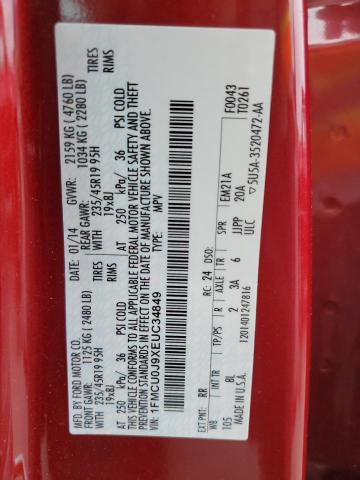 MFD. BY FORD MOTOR CO.
DATE: 01/14 GVWR: 2159 KG ( 4760 LB)
FRONT GAWR: 1125 KG ( 2480 LB) REAR GAWR: 1034 KG ( 2280 LB)
WITH 235/45R19 95H TIRES WITH 235/45R19 95H TIRES
19x8J RIMS 19x8J RIMS
AT 250 kPa/ 36 PSI COLD AT 250 kPa/ 36 PSI COLD
THIS VEHICLE CONFORMS TO ALL APPLICABLE FEDERAL MOTOR VEHICLE SAFETY AND THEFT
PREVENTION STANDARDS IN EFFECT ON THE DATE OF MANUFACTURE SHOWN ABOVE.
VIN: 1FMCU0J9XEUC34849
TYPE: MPV
F0043
T0261
EXT PNT: RR RC: 24 DSO:
WB INT TR TP/PS R AXLE TR SPR EM21A
105 BL 2 3A 6 JJPP 20A
ULC
1201401247816
5U5A-3520472-AA
MADE IN U.S.A.